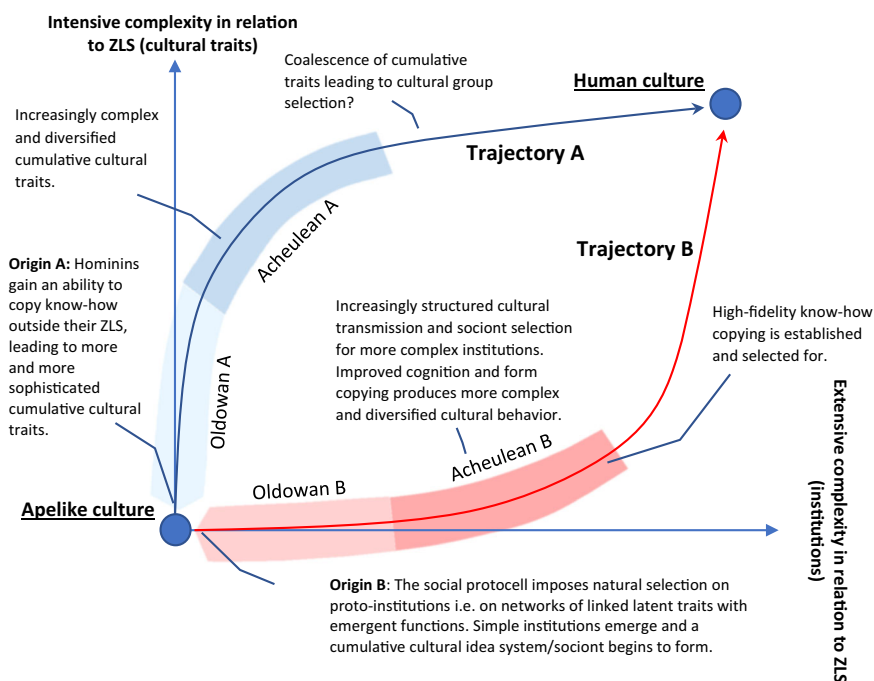 Intensive complexity in relation
to ZLS (cultural traits)
Coalescence of cumulative
traits leading to cultural group
selection?
Human culture
Increasingly complex
and diversified
cumulative cultural
traits.
Trajectory A
Acheulean A
Trajectory B
Origin A: Hominins
gain an ability to
copy know-how
outside their ZLS,
leading to more
and more
sophisticated
cumulative cultural
traits.
Oldowan A
Increasingly structured cultural
transmission and sociont selection
for more complex institutions.
Improved cognition and form
copying produces more complex
and diversified cultural behavior.
High-fidelity know-how
copying is established
and selected for.
Extensive complexity in relation to ZLS
(institutions)
Acheulean B
Oldowan B
Apelike culture
Origin B: The social protocell imposes natural selection on
proto-institutions i.e. on networks of linked latent traits with
emergent functions. Simple institutions emerge and a
cumulative cultural idea system/sociont begins to form.